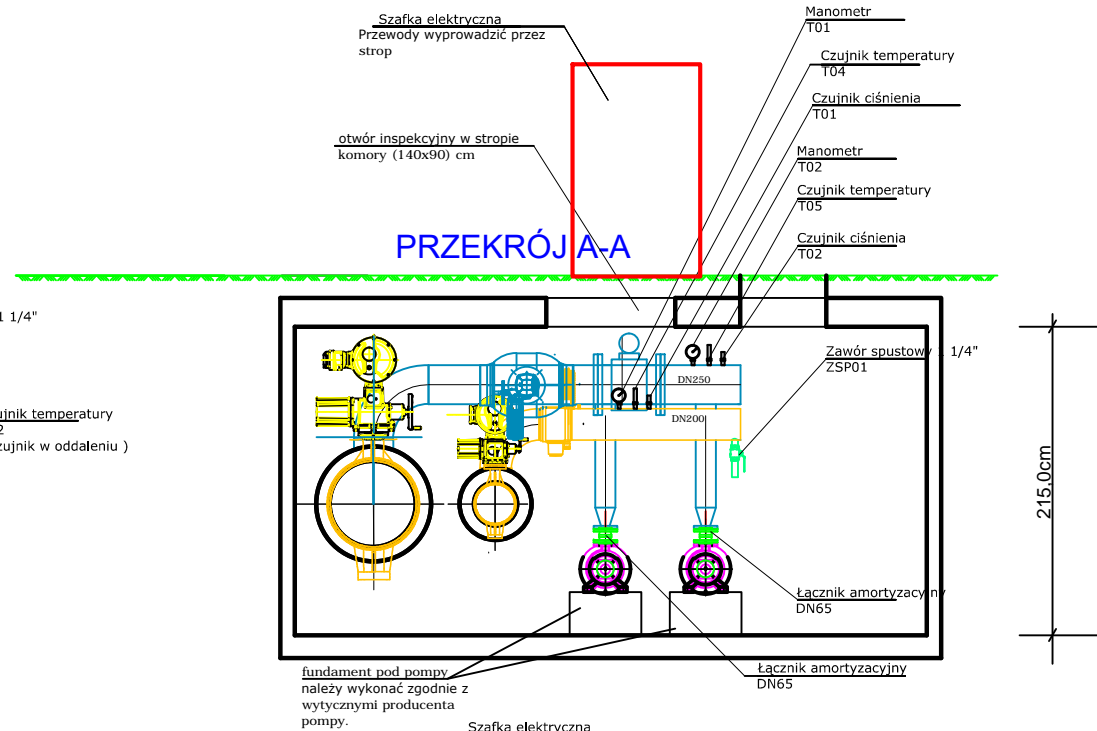 Szafka elektryczna
Przewody wyprowadzić przez
strop
Manometr
T01
Czujnik temperatury
T04
Czujnik ciśnienia
T01
otwór inspekcyjny w stropie
komory (140x90) cm
Manometr
T02
Czujnik temperatury
T05
Czujnik ciśnienia
T02
PRZEKRÓJ A-A
1 1/4"
Zawór spustowy 1 1/4"
ZSP01
DN250
DN200
ujnik temperatury
2
zujnik w oddaleniu )
215.0cm
Łącznik amortyzacyjny
DN65
Łącznik amortyzacyjny
DN65
fundament pod pompy
należy wykonać zgodnie z
wytycznymi producenta
pompy.
Szafka elektryczna